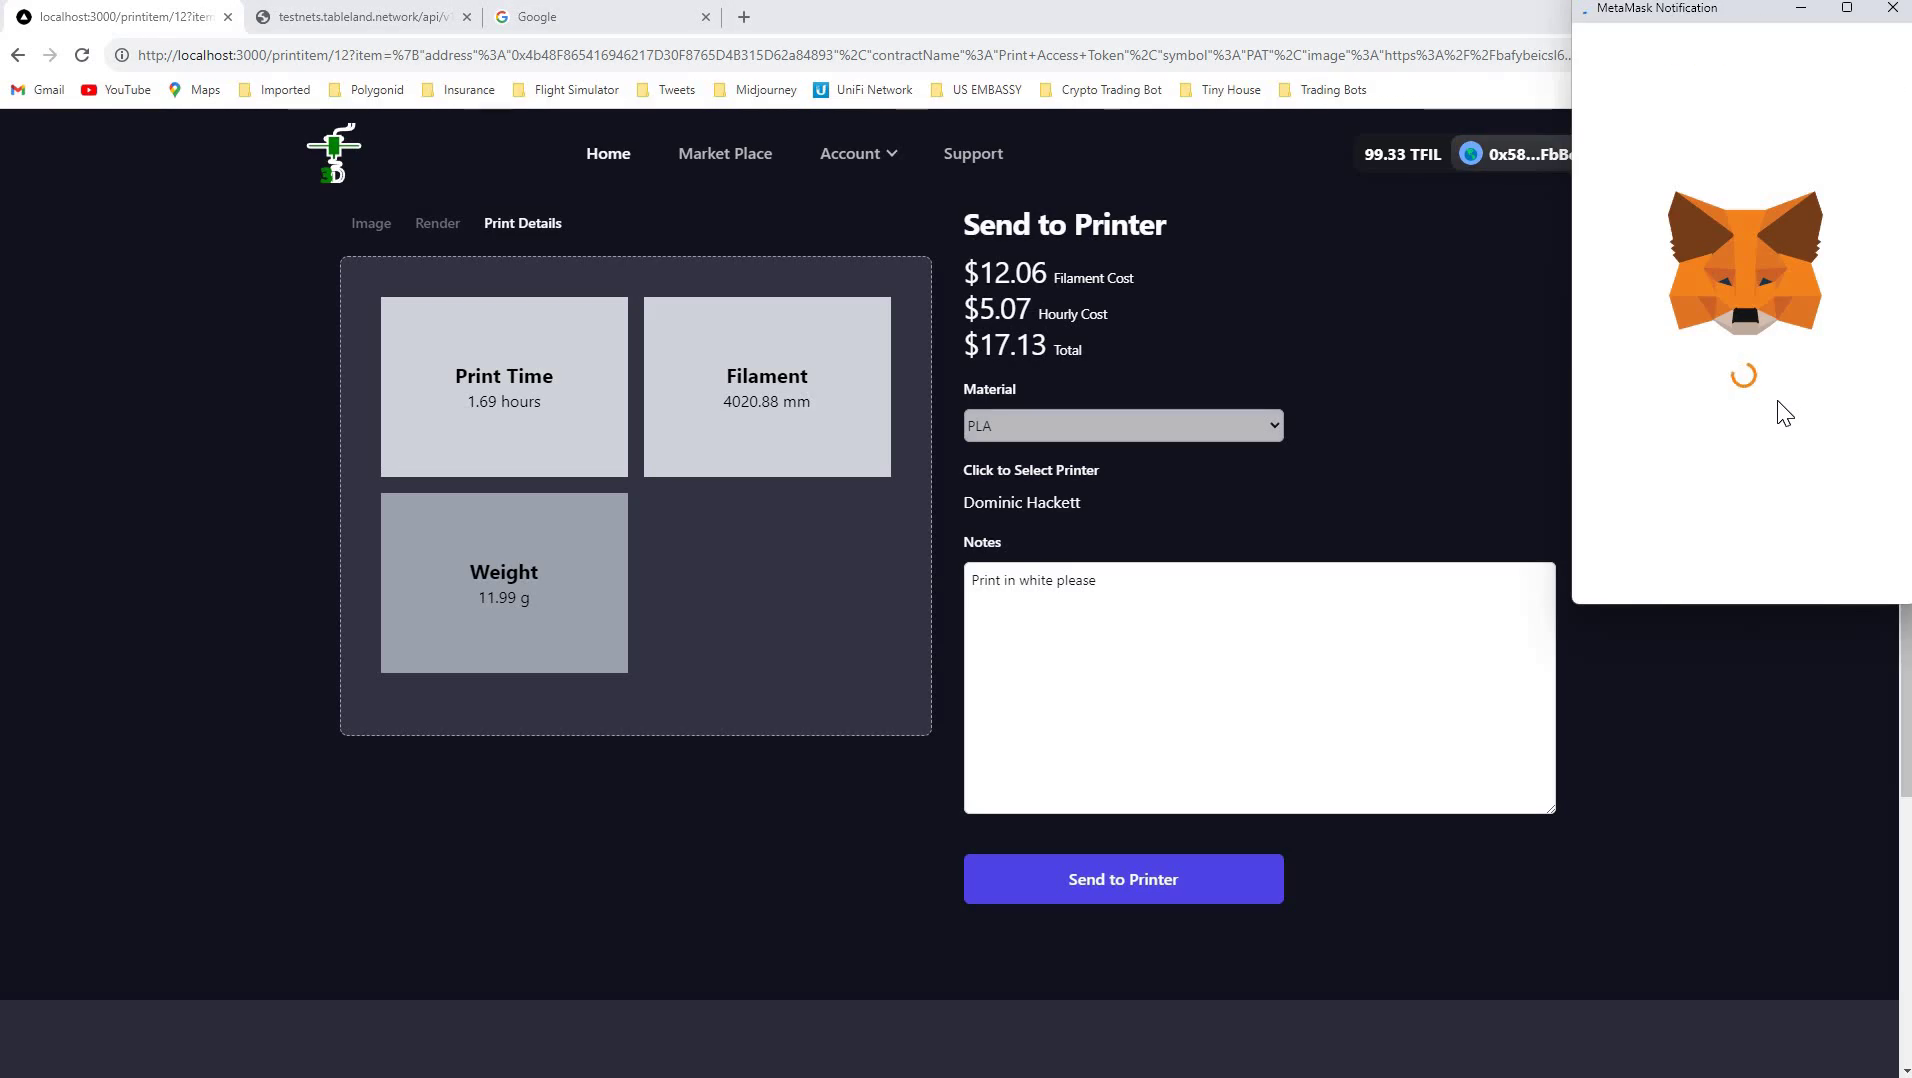 localhost:3000/printitem/12?item
testnets.tableland.network/api/v
Google
MetaMask Notification
http://localhost:3000/printitem/12?item=%7B"address"%3A"0x4b48F865416946217D30F8765D4B315D62a84893"%2C"contractName"%3A"Print+Access+Token"%2C"symbol"%3A"PAT"%2C"image"%3A"https%3A%2F%2Fbafybeicsl6...
Gmail
YouTube
Maps
Imported
Polygonid
Insurance
Flight Simulator
Tweets
Midjourney
UniFi Network
US EMBASSY
Crypto Trading Bot
Tiny House
Trading Bots
3D
Home
Market Place
Account
Support
99.33 TFIL
0x58...FbB
Image
Render
Print Details
Print Time
1.69 hours
Filament
4020.88 mm
Weight
11.99 g
Send to Printer
$12.06 Filament Cost
$5.07 Hourly Cost
$17.13 Total
Material
PLA
Click to Select Printer
Dominic Hackett
Notes
Print in white please
Send to Printer